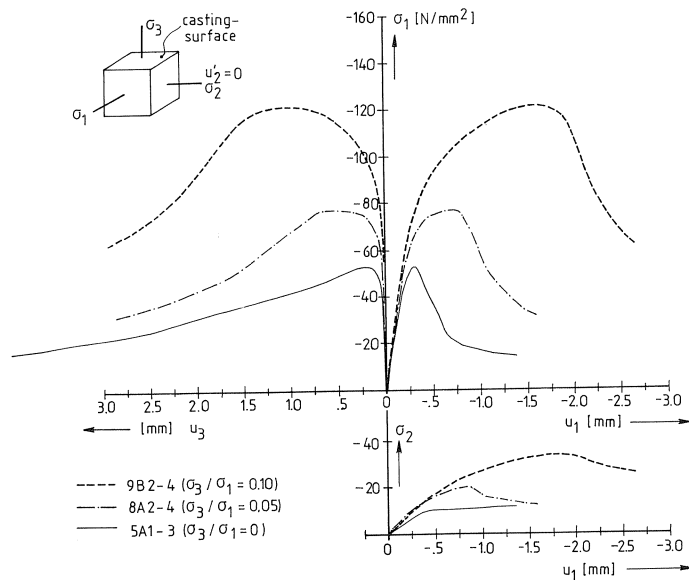 σ3 casting-
surface
u2'=0
σ2
σ1
σ1 [N/mm2]
-160
-140
-120
-100
-80
-60
-40
-20
3.0 2.5 2.0 1.5 1.0 .5 0 -.5 -1.0 -1.5 -2.0 -2.5 -3.0
[mm] u3
u1 [mm]
σ2
-40
-20
0 -.5 -1.0 -1.5 -2.0 -2.5 -3.0
u1 [mm]
9B2-4 (σ3/σ1=0.10)
8A2-4 (σ3/σ1=0,05)
5A1-3 (σ3/σ1=0)